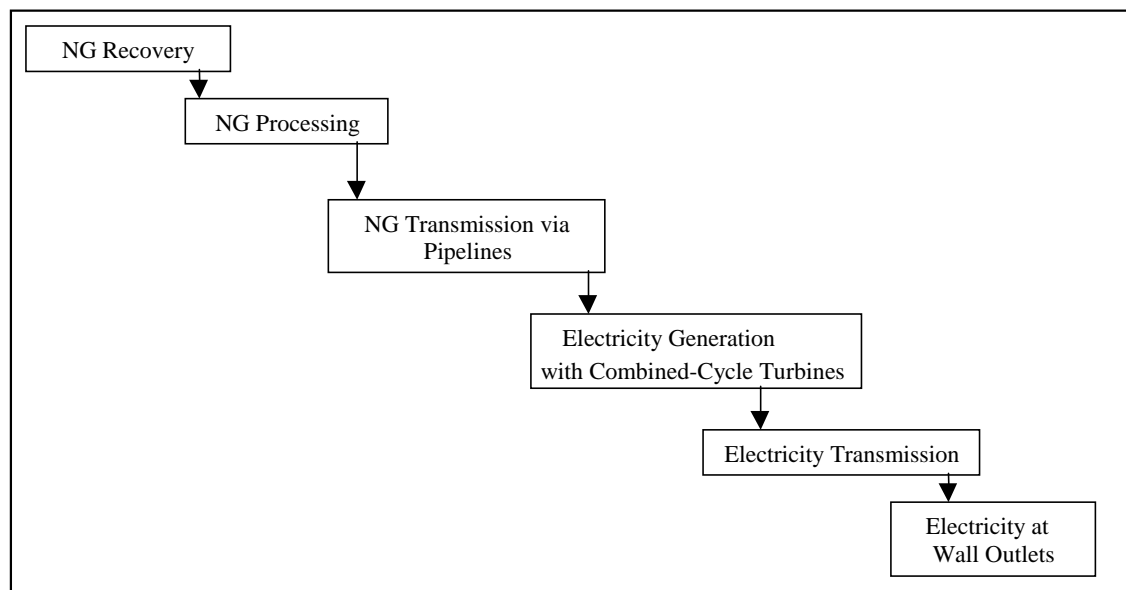 NG Recovery
NG Processing
NG Transmission via
Pipelines
Electricity Generation
with Combined-Cycle Turbines
Electricity Transmission
Electricity at
Wall Outlets